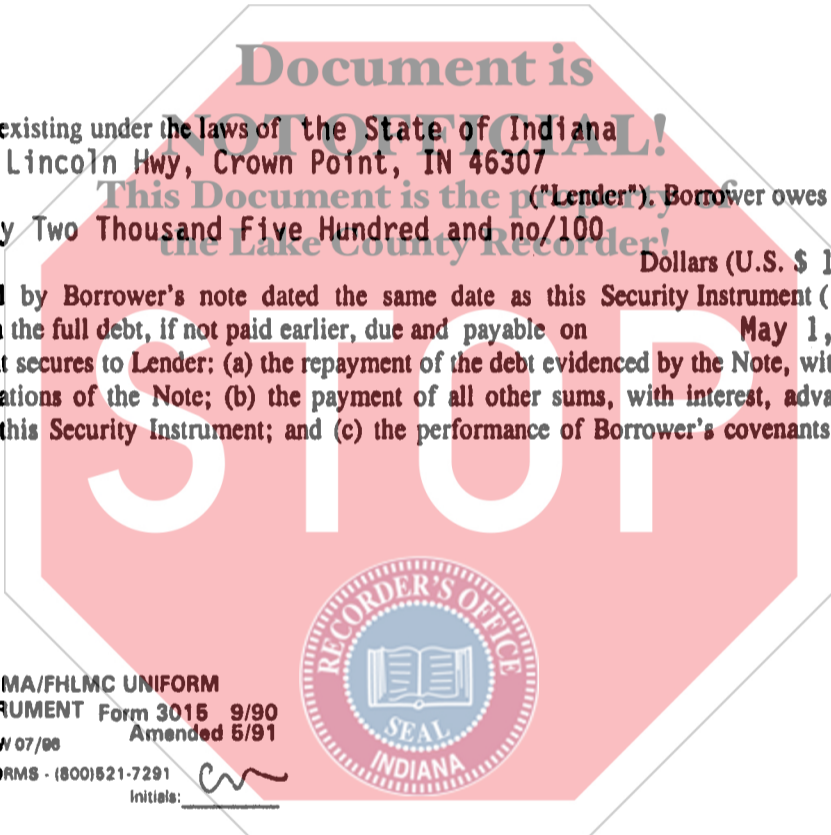 Document is
NOT OFFICIAL!
existing under the laws of the State of Indiana
Lincoln Hwy, Crown Point, IN 46307
This Document is the property of
("Lender"). Borrower owes
y Two Thousand Five Hundred and no/100
the Lake County Recorder!
Dollars (U.S. $ 1
by Borrower's note dated the same date as this Security Instrument (
the full debt, if not paid earlier, due and payable on May 1,
t secures to Lender: (a) the repayment of the debt evidenced by the Note, wit
ations of the Note; (b) the payment of all other sums, with interest, adva
this Security Instrument; and (c) the performance of Borrower's covenants
STOP
RECORDER'S OFFICE
SEAL
INDIANA
MA/FHLMC UNIFORM
RUMENT Form 3015 9/90
Amended 5/91
RMS - (800)521-7291
Initials: